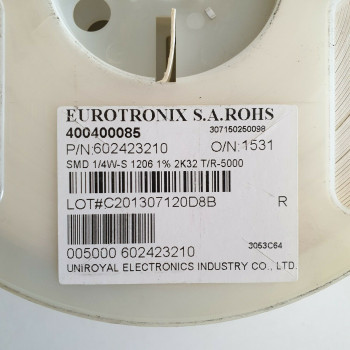 EUROTRONIX S.A.ROHS
400400085 307150250098
P/N:602423210 O/N:1531
SMD 1/4W-S 1206 1% 2K32 T/R-5000
LOT#C201307120D8B R
3053C64
005000 602423210
UNIROYAL ELECTRONICS INDUSTRY CO., LTD.